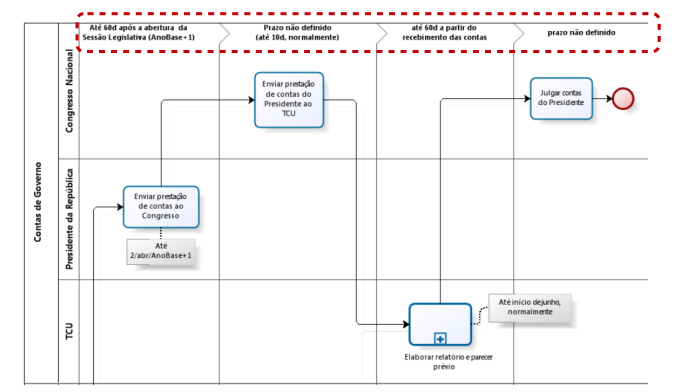 Até 60d após a abertura da
Sessão Legislativa (AnoBase+1)
Prazo não definido
(até 10d, normalmente)
até 60d a partir do
recebimento das contas
prazo não definido
Contas de Governo
Congresso Nacional
Enviar prestação
de contas do
Presidente ao
TCU
Julgar contas
do Presidente
Presidente da República
Enviar prestação
de contas ao
Congresso
Até
2/abr/AnoBase+1
TCU
Até início de junho,
normalmente
Elaborar relatório e parecer
prévio